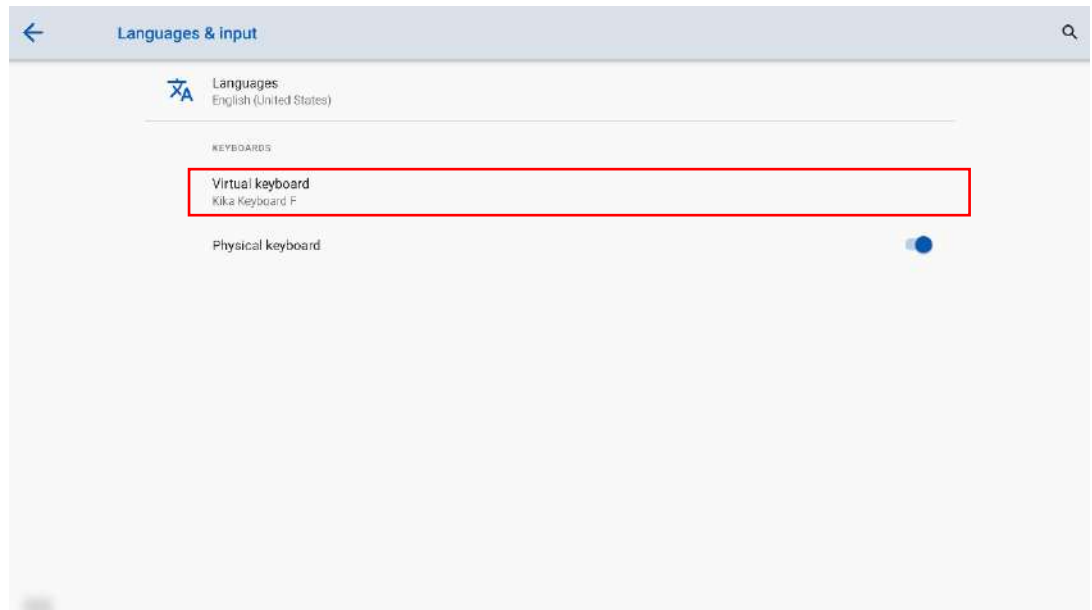 Languages & input
Languages
English (United States)
KEYBOARDS
Virtual keyboard
Kika Keyboard F
Physical keyboard